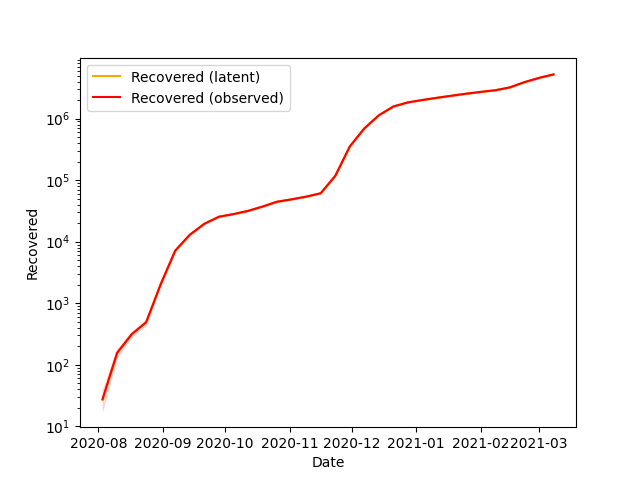 Recovered (latent)
Recovered (observed)
Recovered
10^6
10^5
10^4
10^3
10^2
10^1
2020-08 2020-09 2020-10 2020-11 2020-12 2021-01 2021-02 2021-03
Date